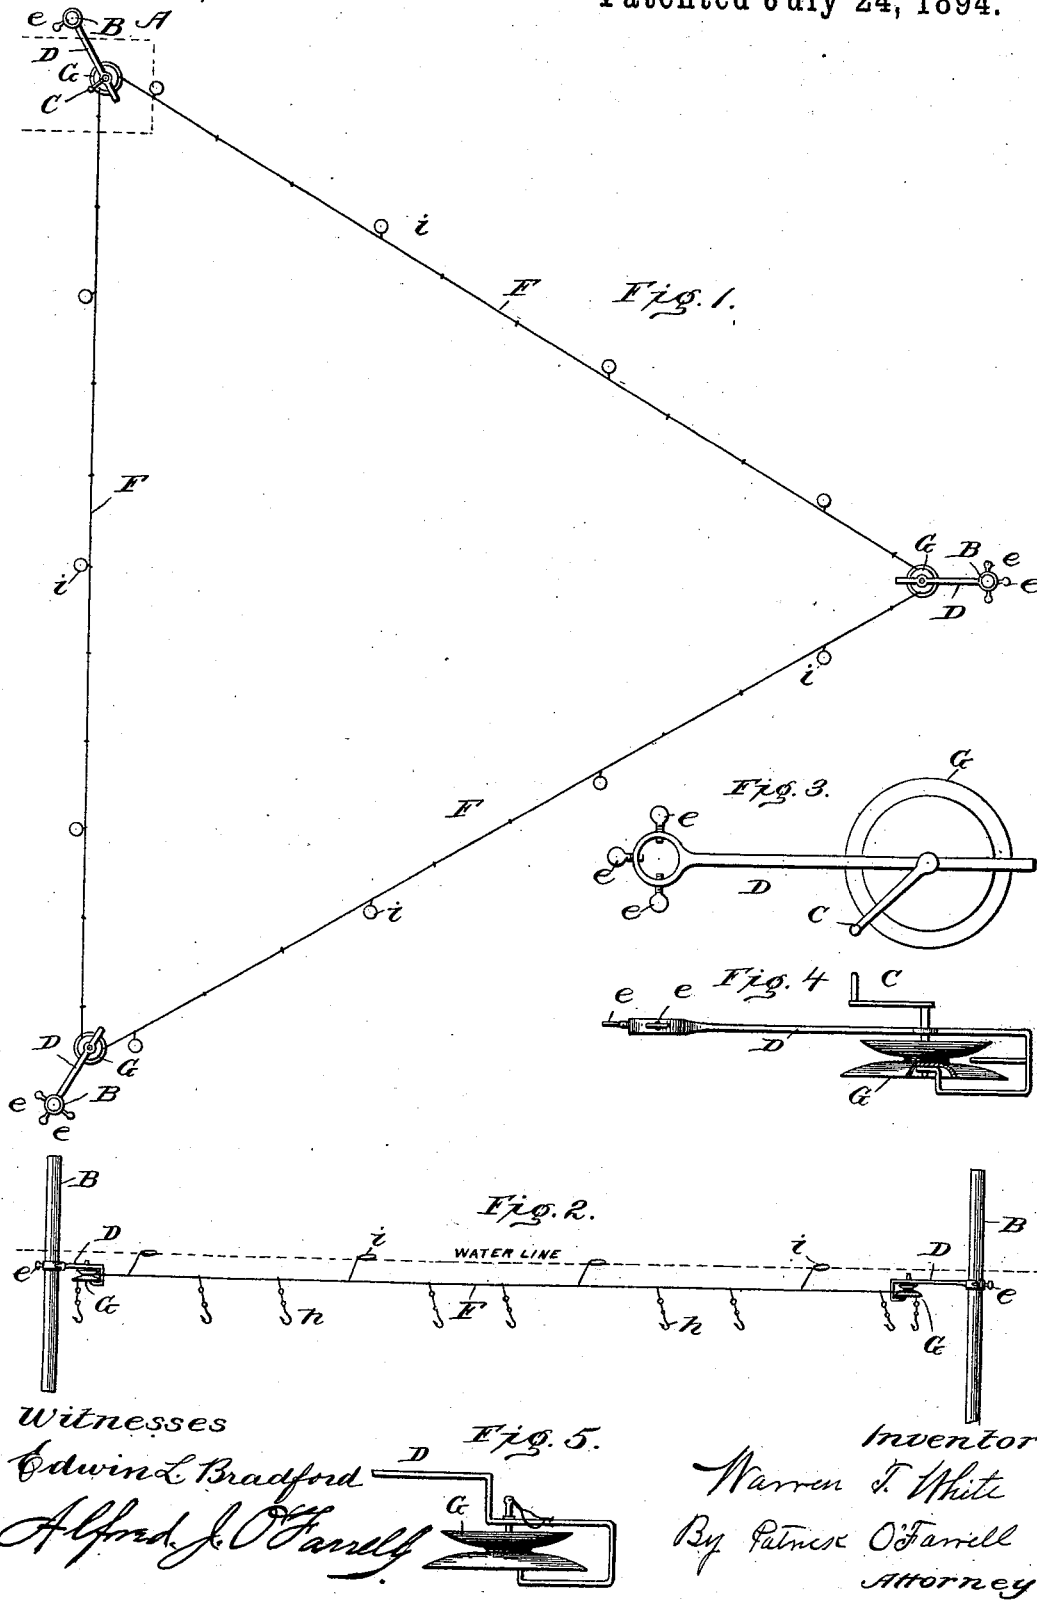 Patented July 24, 1894.
e B A
D
G
C
i
F
Fig. 1.
F
i
G B e
e
D
i
F
i
D G
e B
e
Fig. 3.
G
e
e
e
D
C
Fig. 4
C
e e
D
G
B
D
e
G
Fig. 2.
i
WATER LINE
i
h
F
h
B
D
e
G
Witnesses
Edwin L. Bradford
Alfred. J. O'Farrell
Fig. 5.
D
G
Inventor
Warren T. White
By Patrick O'Farrell
Attorney